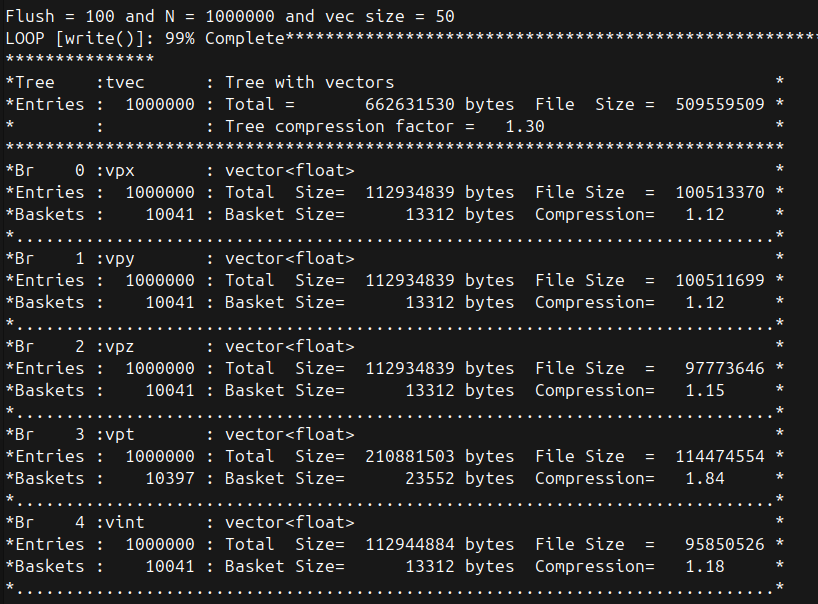 Flush = 100 and N = 1000000 and vec size = 50
LOOP [write()]: 99% Complete******************************************************
***************
*Tree    :tvec      : Tree with vectors                                      *
*Entries :  1000000 : Total =       662631530 bytes  File  Size =  509559509 *
*        :          : Tree compression factor =   1.30                       *
******************************************************************************
*Br    0 :vpx       : vector<float>                                          *
*Entries :  1000000 : Total  Size=  112934839 bytes  File Size  =  100513370 *
*Baskets :    10041 : Basket Size=      13312 bytes  Compression=   1.12     *
*............................................................................*
*Br    1 :vpy       : vector<float>                                          *
*Entries :  1000000 : Total  Size=  112934839 bytes  File Size  =  100511699 *
*Baskets :    10041 : Basket Size=      13312 bytes  Compression=   1.12     *
*............................................................................*
*Br    2 :vpz       : vector<float>                                          *
*Entries :  1000000 : Total  Size=  112934839 bytes  File Size  =   97773646 *
*Baskets :    10041 : Basket Size=      13312 bytes  Compression=   1.15     *
*............................................................................*
*Br    3 :vpt       : vector<float>                                          *
*Entries :  1000000 : Total  Size=  210881503 bytes  File Size  =  114474554 *
*Baskets :    10397 : Basket Size=      23552 bytes  Compression=   1.84     *
*............................................................................*
*Br    4 :vint      : vector<float>                                          *
*Entries :  1000000 : Total  Size=  112944884 bytes  File Size  =   95850526 *
*Baskets :    10041 : Basket Size=      13312 bytes  Compression=   1.18     *
*............................................................................*